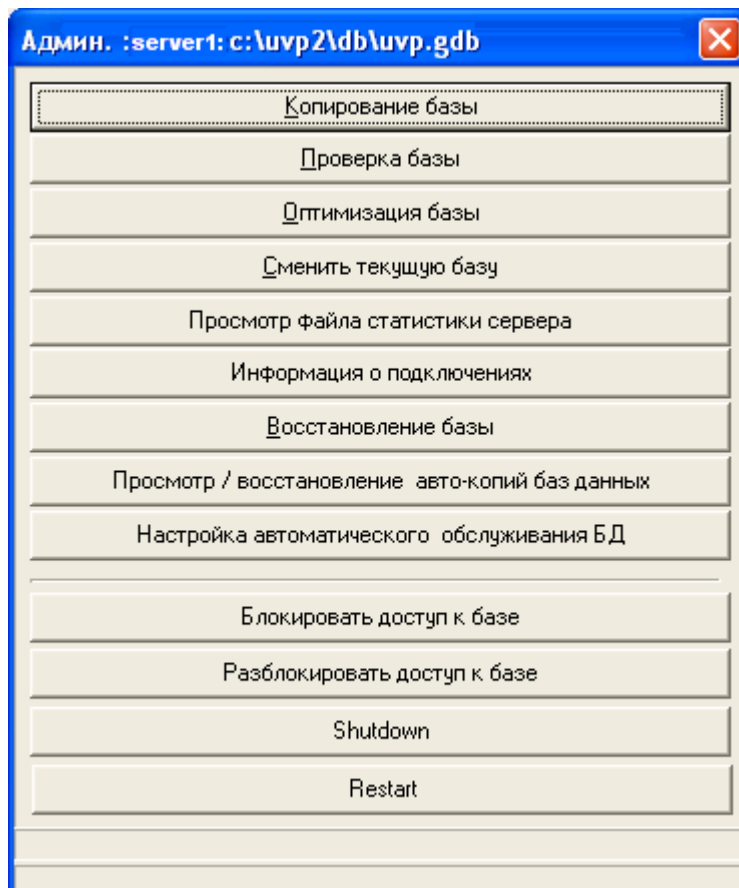 Админ. :server1: c:\uvp2\db\uvp.gdb
Копирование базы
Проверка базы
Оптимизация базы
Сменить текущую базу
Просмотр файла статистики сервера
Информация о подключениях
Восстановление базы
Просмотр / восстановление авто-копий баз данных
Настройка автоматического обслуживания БД
Блокировать доступ к базе
Разблокировать доступ к базе
Shutdown
Restart